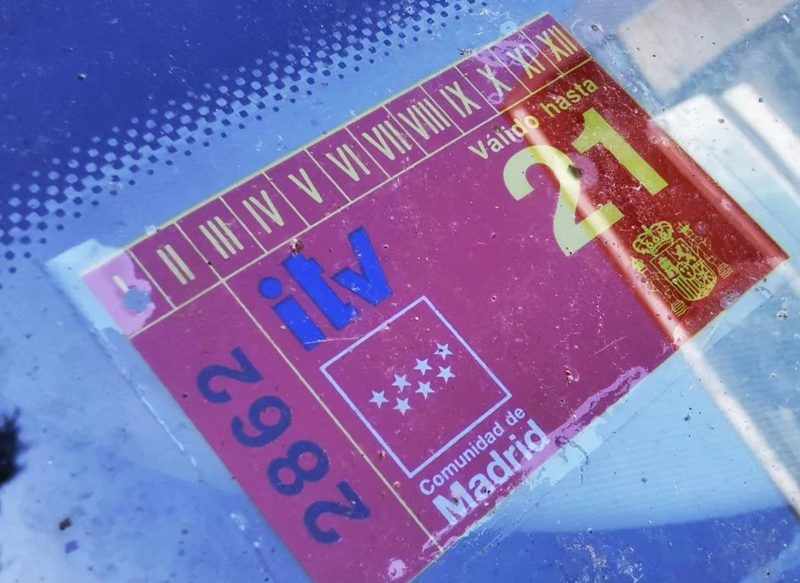 I II III IV V VI VII VIII IX X XI XII
Válido hasta
21
itv
2862
Comunidad de
Madrid